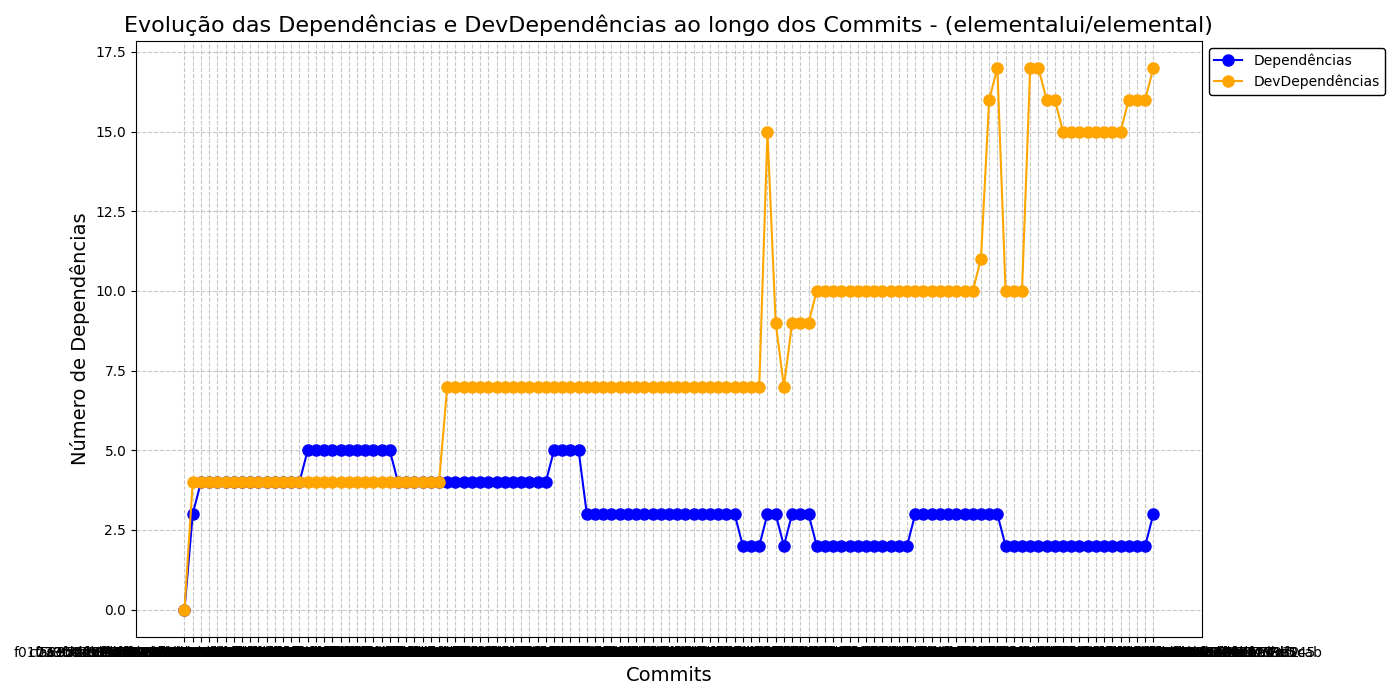 Evolução das Dependências e DevDependências ao longo dos Commits - (elementalui/elemental)
Dependências
DevDependências
Número de Dependências
17.5
15.0
12.5
10.0
7.5
5.0
2.5
0.0
Commits